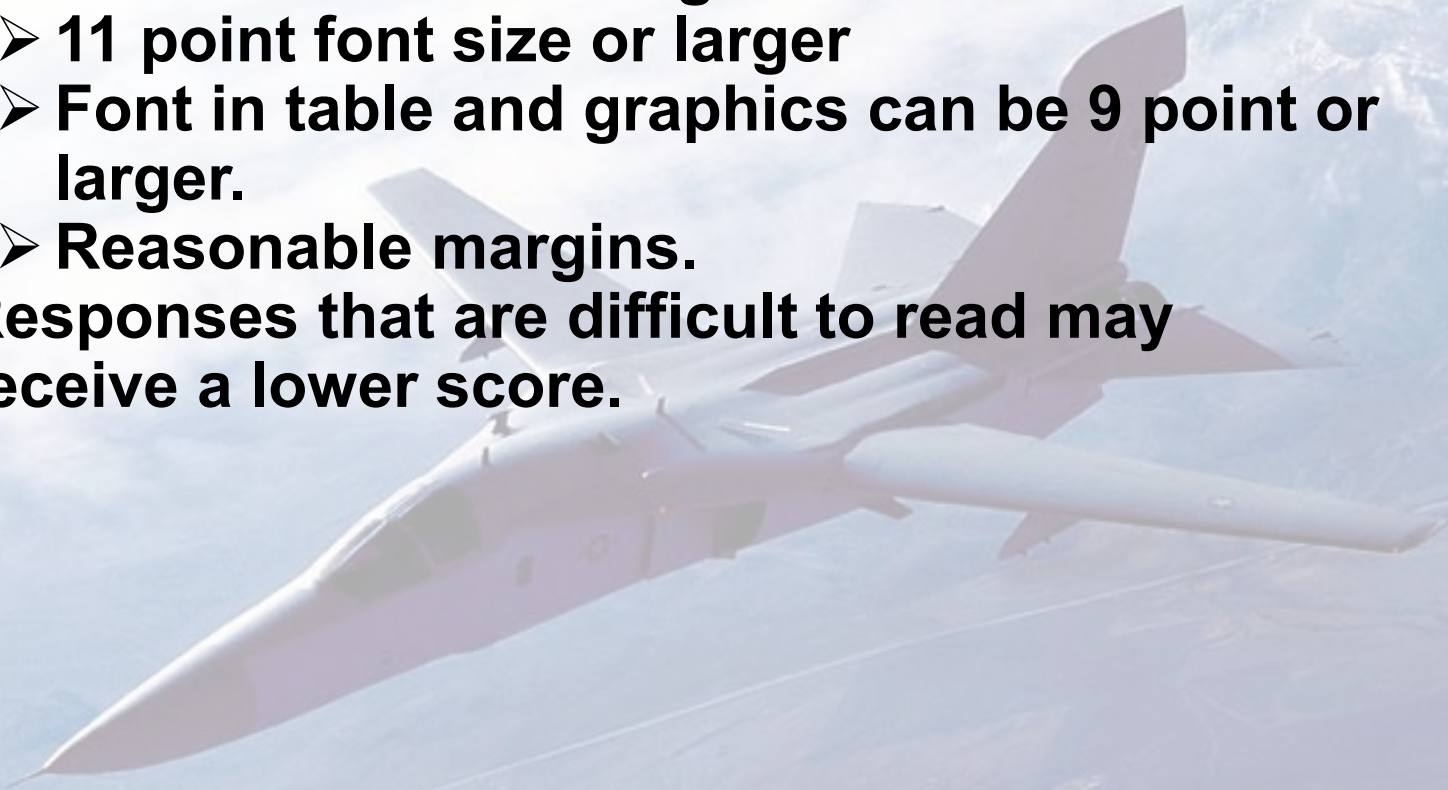 ➢ 11 point font size or larger
➢ Font in table and graphics can be 9 point or
larger.
➢ Reasonable margins.
esponses that are difficult to read may
eceive a lower score.